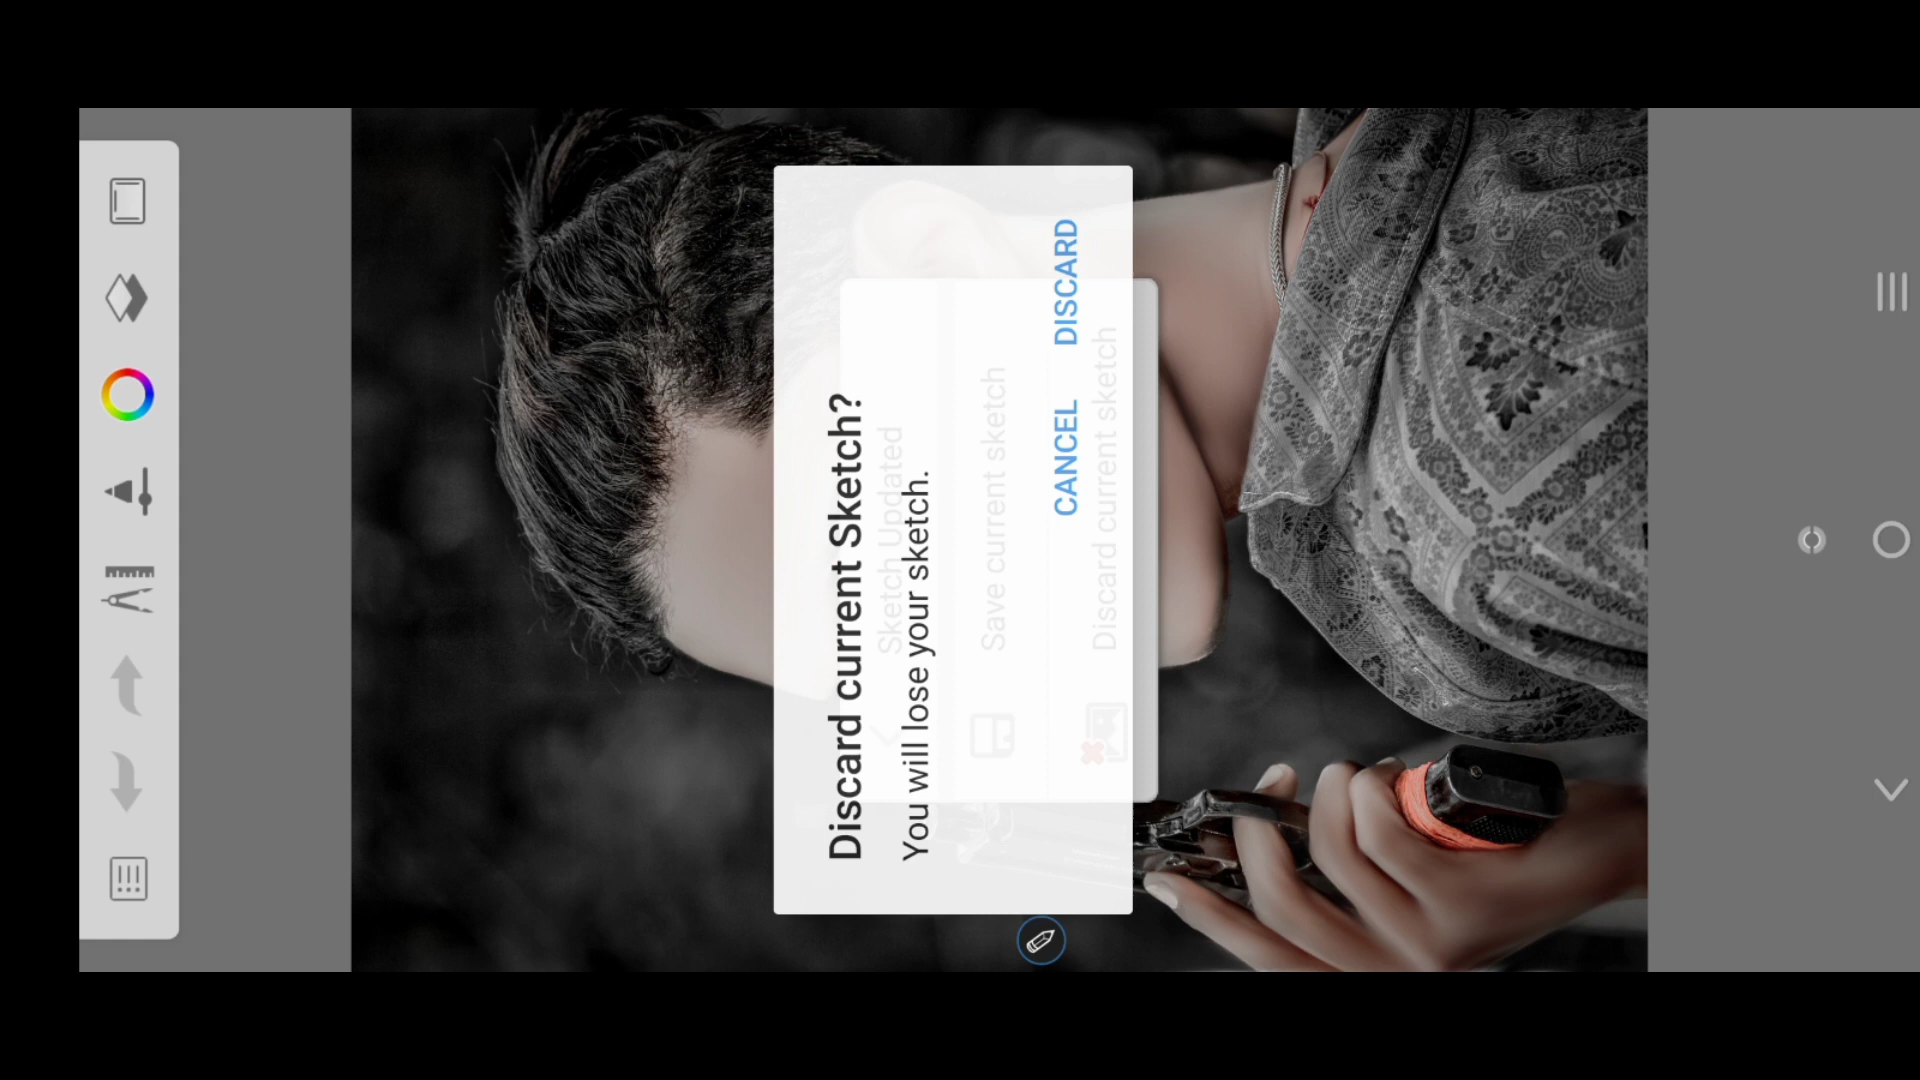 Discard current Sketch?
You will lose your sketch.
CANCEL DISCARD
Sketch Updated
Save current sketch
Discard current sketch